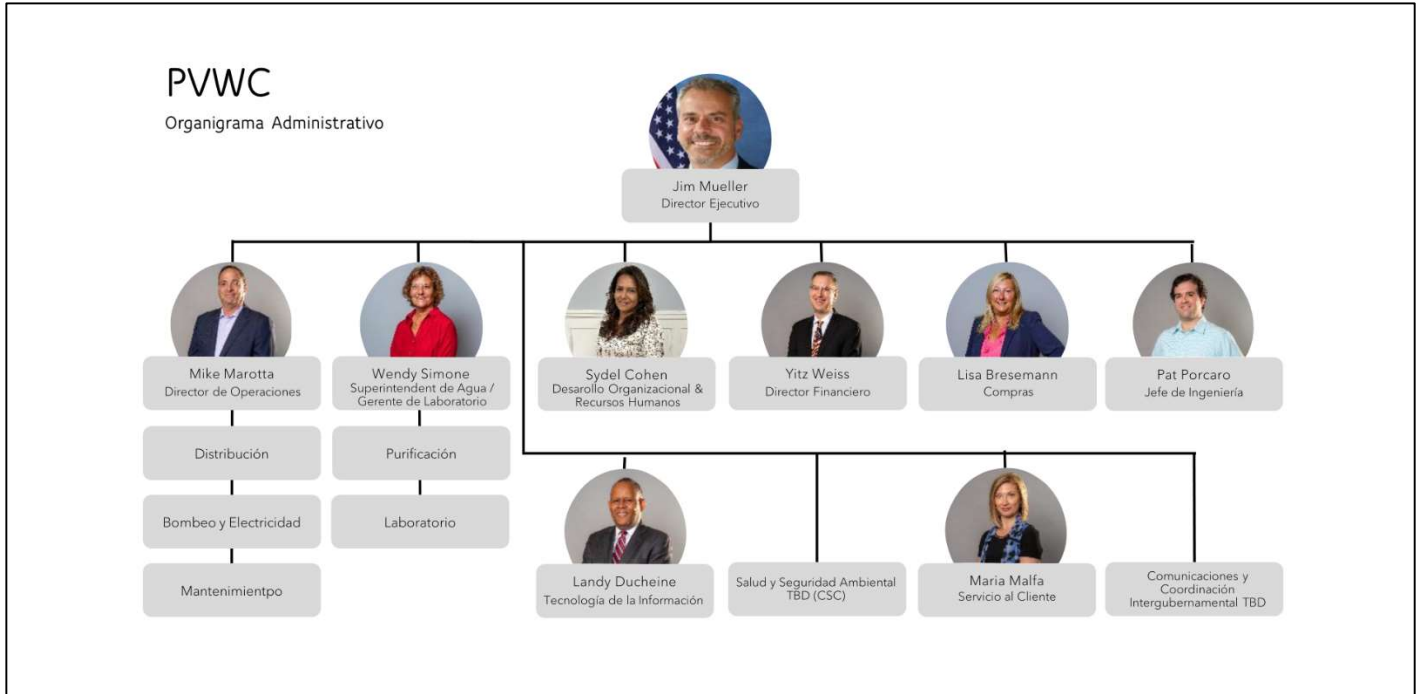 PVWC
Organigrama Administrativo
Jim Mueller
Director Ejecutivo
Mike Marotta
Director de Operaciones
Wendy Simone
Superintendent de Agua /
Gerente de Laboratorio
Sydel Cohen
Desarollo Organizacional &
Recursos Humanos
Yitz Weiss
Director Financiero
Lisa Bresemann
Compras
Pat Porcaro
Jefe de Ingeniería
Distribución
Purificación
Bombeo y Electricidad
Laboratorio
Mantenimientpo
Landy Ducheine
Tecnología de la Información
Salud y Seguridad Ambiental
TBD (CSC)
Maria Malfa
Servicio al Cliente
Comunicaciones y
Coordinación
Intergubernamental TBD